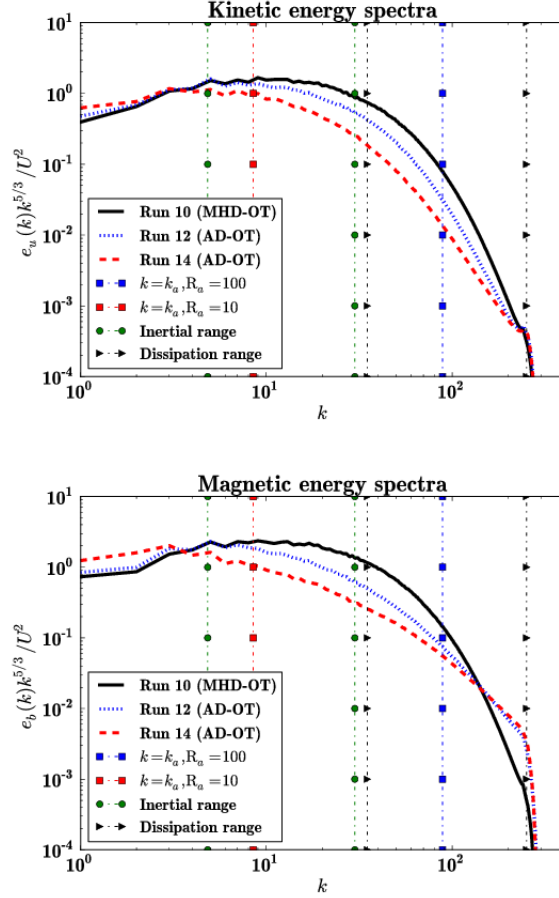 Kinetic energy spectra
10^1
10^0
10^-1
10^-2
10^-3
10^-4
e_u(k)k^{5/3}/U^2
Run 10 (MHD-OT)
Run 12 (AD-OT)
Run 14 (AD-OT)
k=k_a,R_a=100
k=k_a,R_a=10
Inertial range
Dissipation range
10^0
10^1
10^2
k
Magnetic energy spectra
10^1
10^0
10^-1
10^-2
10^-3
10^-4
e_b(k)k^{5/3}/U^2
Run 10 (MHD-OT)
Run 12 (AD-OT)
Run 14 (AD-OT)
k=k_a,R_a=100
k=k_a,R_a=10
Inertial range
Dissipation range
10^0
10^1
10^2
k